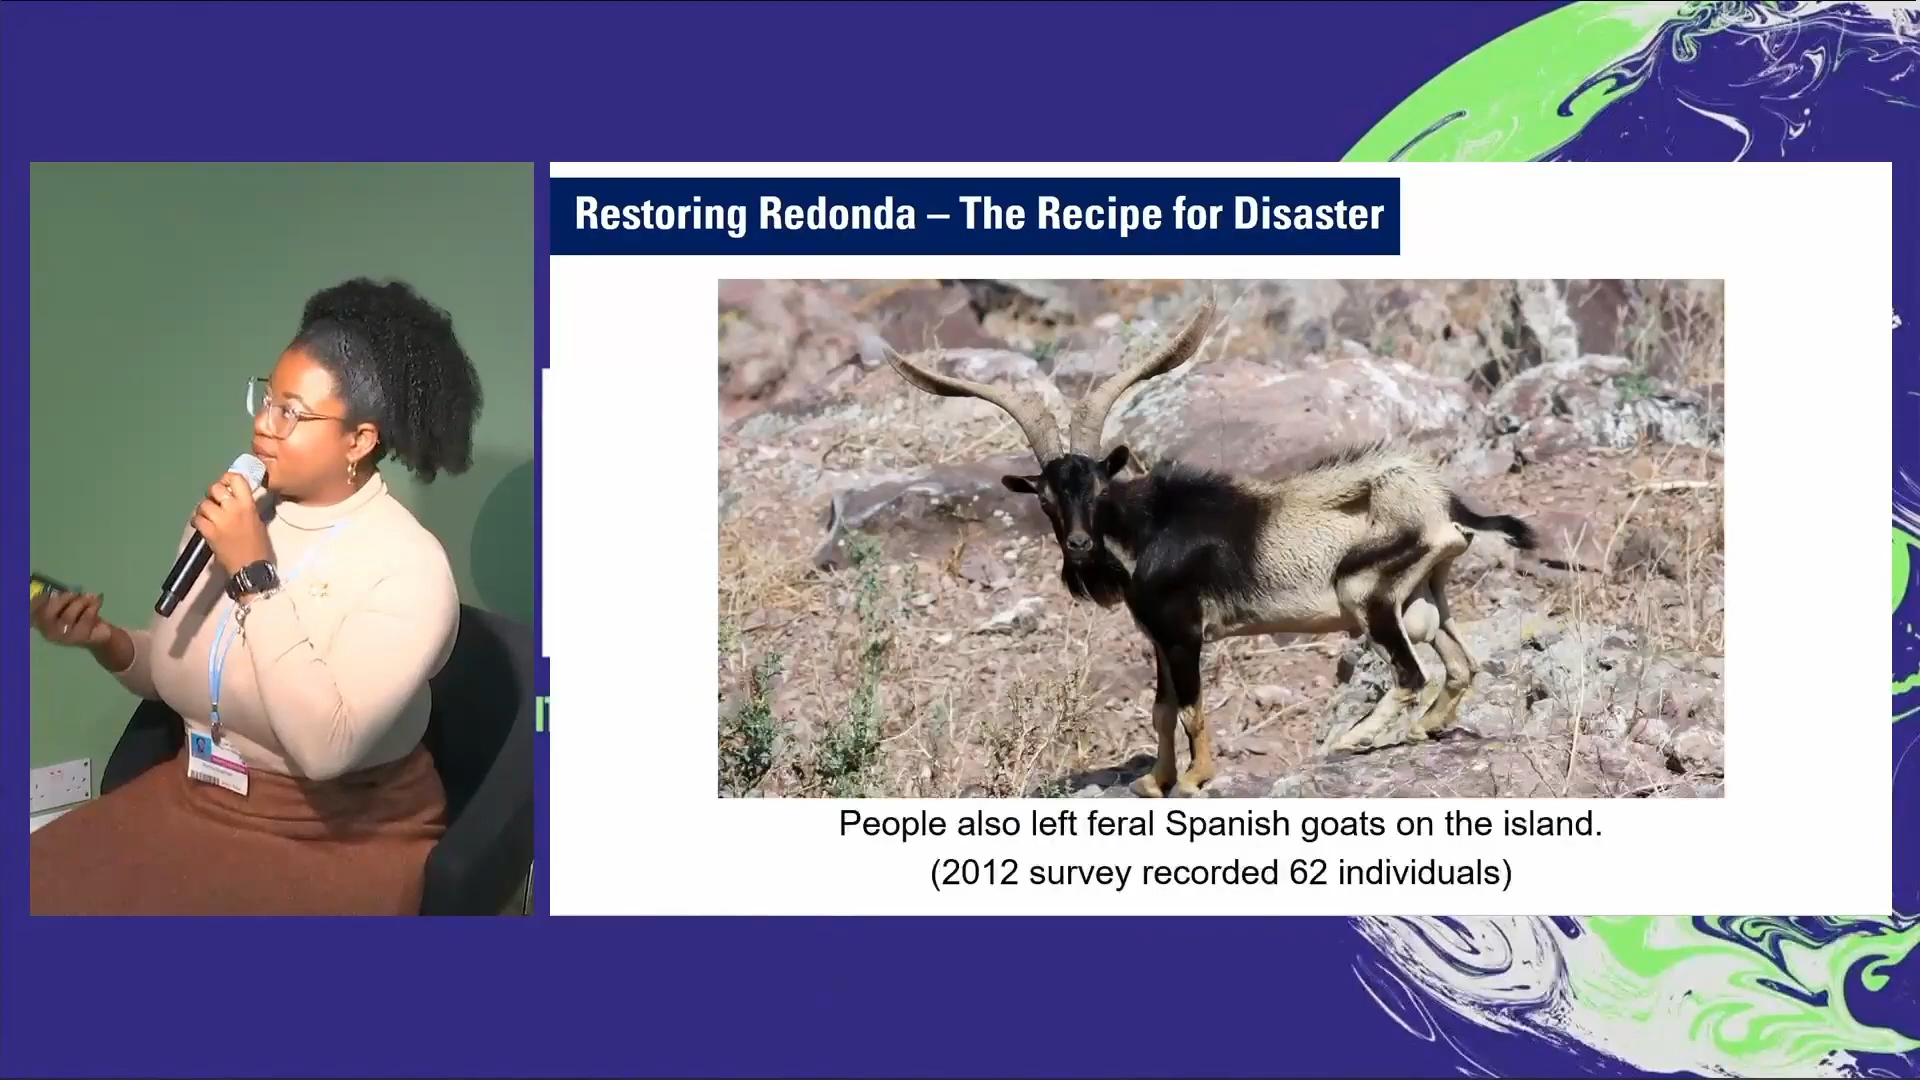 Restoring Redonda – The Recipe for Disaster
People also left feral Spanish goats on the island.
(2012 survey recorded 62 individuals)